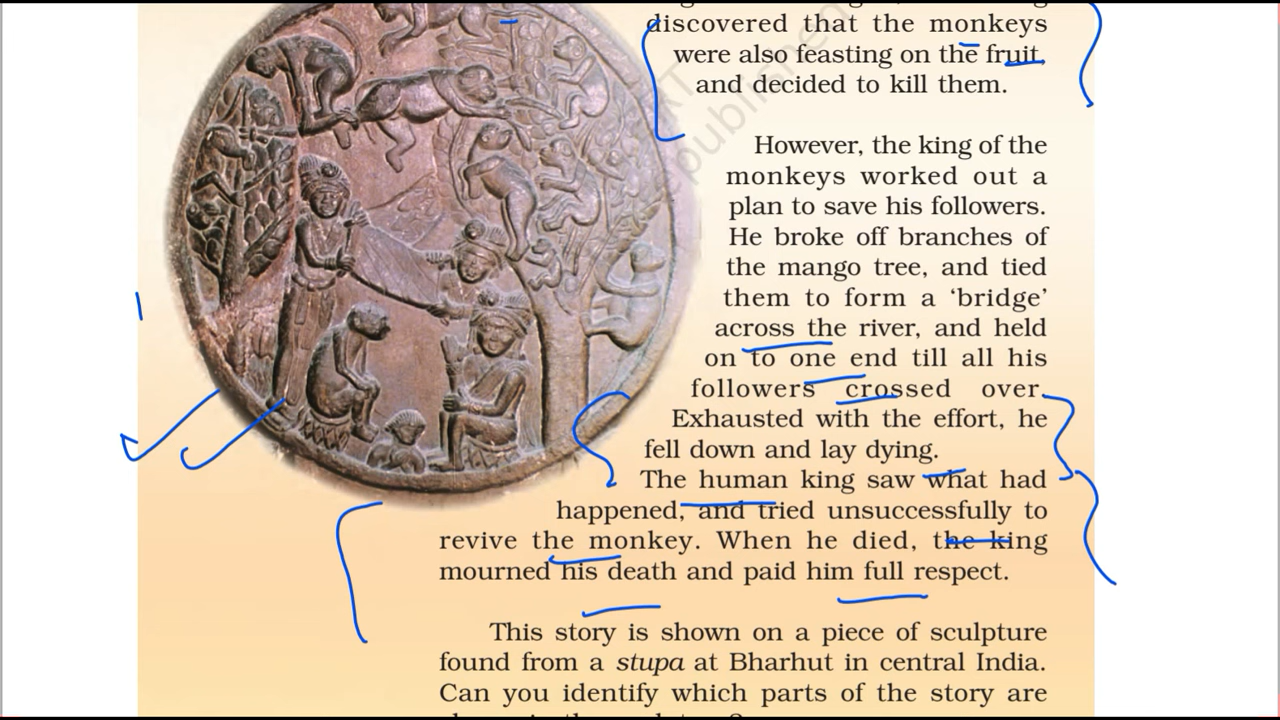 discovered that the monkeys
were also feasting on the fruit,
and decided to kill them.
However, the king of the
monkeys worked out a
plan to save his followers.
He broke off branches of
the mango tree, and tied
them to form a ‘bridge’
across the river, and held
on to one end till all his
followers crossed over.
Exhausted with the effort, he
fell down and lay dying.
The human king saw what had
happened, and tried unsuccessfully to
revive the monkey. When he died, the king
mourned his death and paid him full respect.
This story is shown on a piece of sculpture
found from a stupa at Bharhut in central India.
Can you identify which parts of the story are